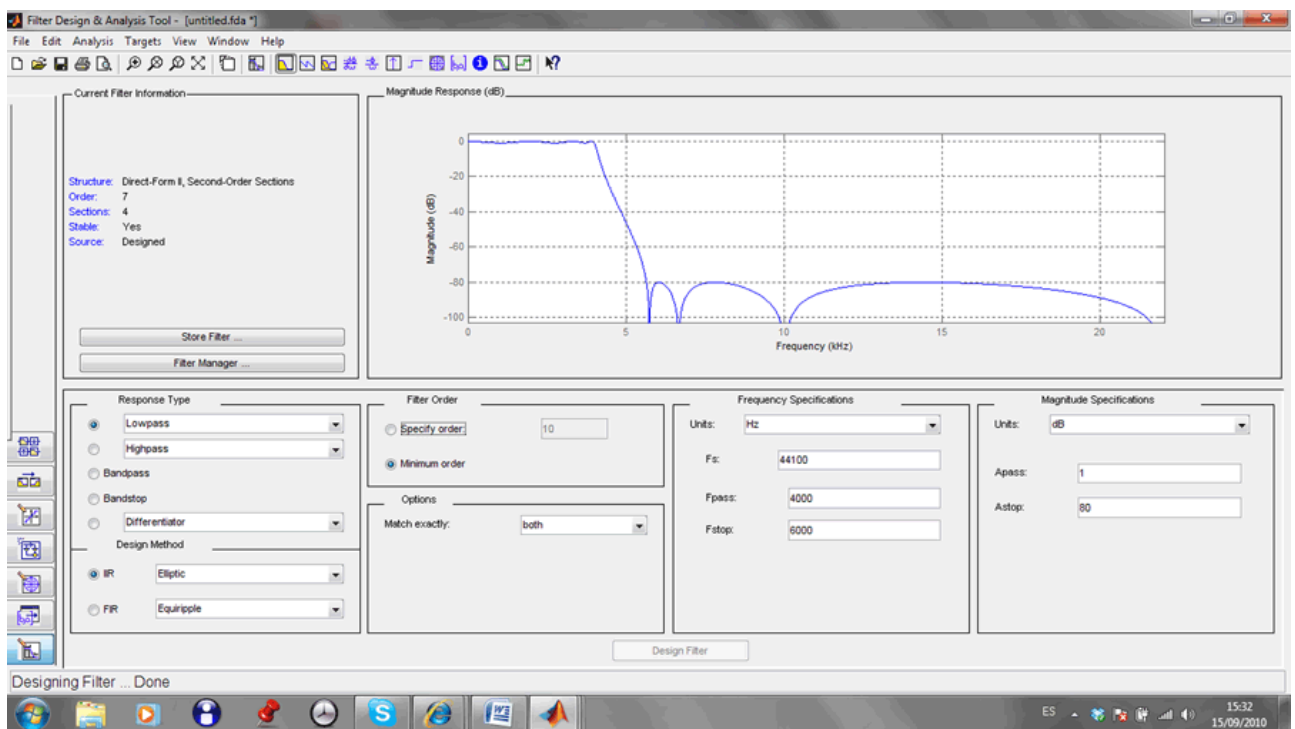 Filter Design & Analysis Tool - [untitled.fda *]
File Edit Analysis Targets View Window Help
Current Filter Information
Structure: Direct-Form II, Second-Order Sections
Order: 7
Sections: 4
Stable: Yes
Source: Designed
Store Filter ...
Filter Manager ...
Magnitude Response (dB)
Magnitude (dB)
0
-20
-40
-60
-80
-100
0 5 10 15 20
Frequency (kHz)
Response Type
Lowpass
Highpass
Bandpass
Bandstop
Differentiator
Design Method
IIR Elliptic
FIR Equiripple
Filter Order
Specify order: 10
Minimum order
Options
Match exactly: both
Frequency Specifications
Units: Hz
Fs: 44100
Fpass: 4000
Fstop: 6000
Magnitude Specifications
Units: dB
Apass: 1
Astop: 80
Design Filter
Designing Filter ... Done
ES
15:32
15/09/2010